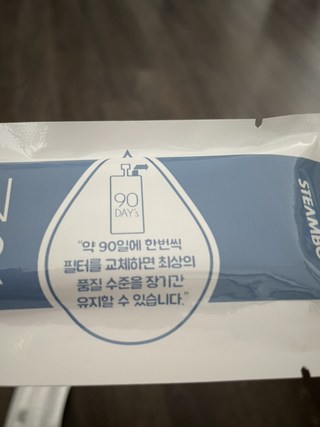 90
DAY's
"약 90일에 한번씩
필터를 교체하면 최상의
품질 수준을 장기간
유지할 수 있습니다."